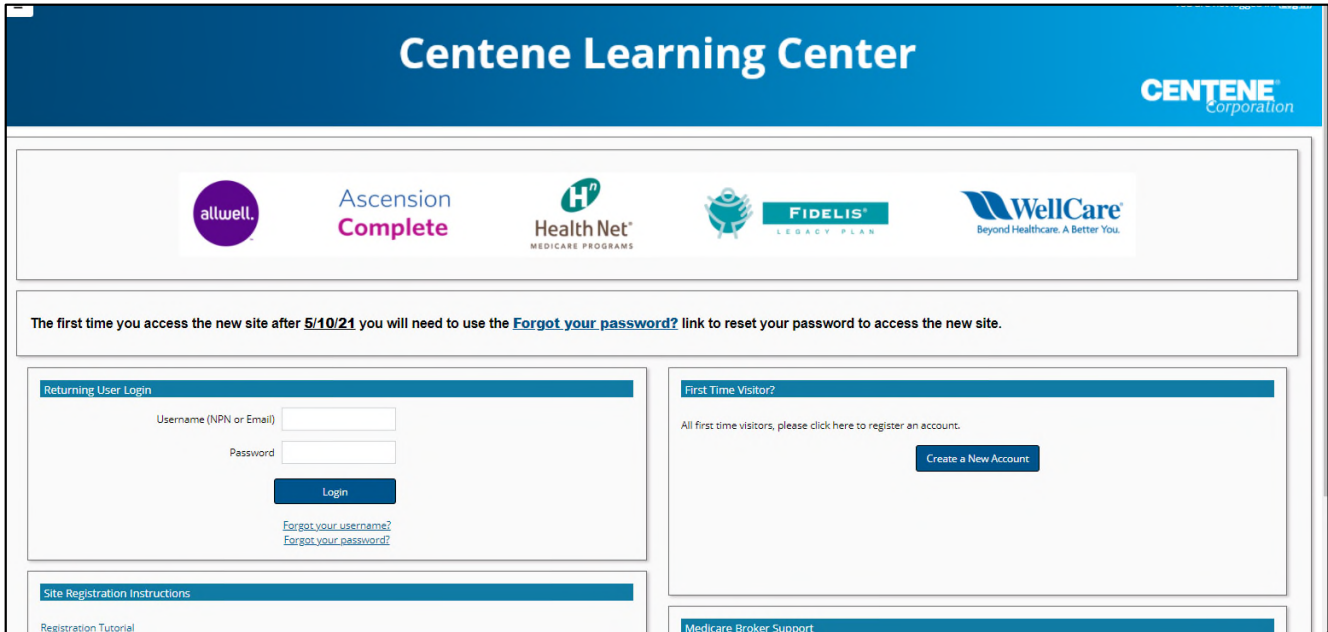 Centene Learning Center
CENTENE®
Corporation
allwell.
Ascension
Complete
Hn
Health Net®
MEDICARE PROGRAMS
FIDELIS®
LEGACY PLAN
WellCare®
Beyond Healthcare. A Better You.
The first time you access the new site after 5/10/21 you will need to use the Forgot your password? link to reset your password to access the new site.
Returning User Login
Username (NPN or Email)
Password
Login
Forgot your username?
Forgot your password?
First Time Visitor?
All first time visitors, please click here to register an account.
Create a New Account
Site Registration Instructions
Registration Tutorial
Medicare Broker Support